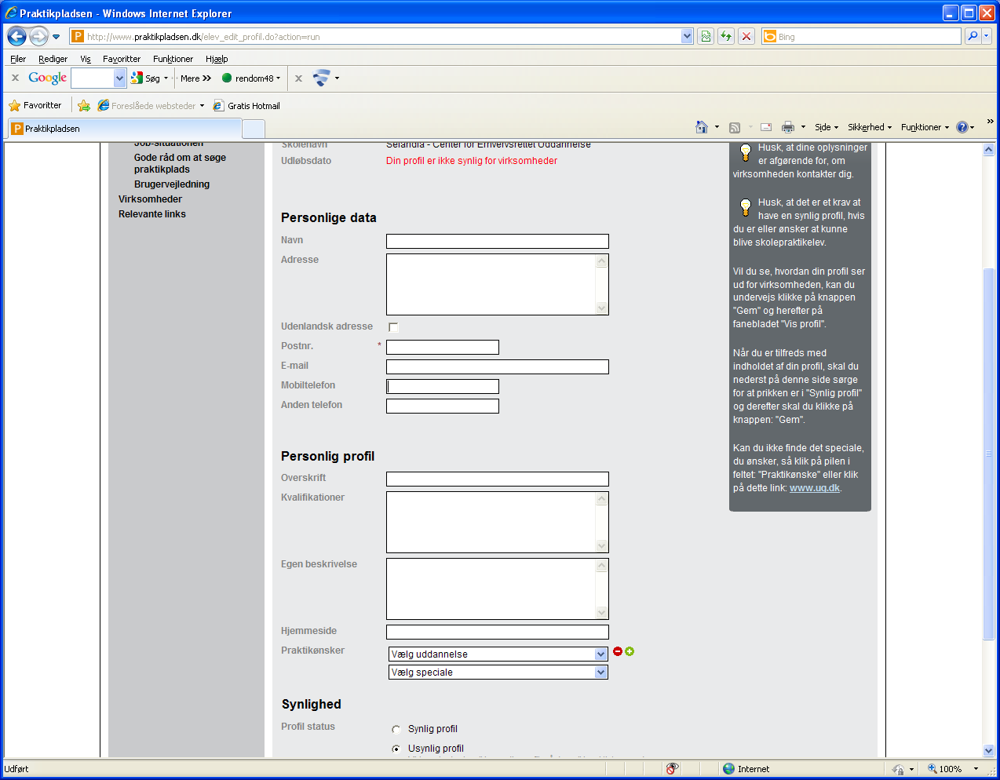 Praktikpladsen - Windows Internet Explorer
http://www.praktikpladsen.dk/elev_edit_profil.do?action=run
Bing
Filer Rediger Vis Favoritter Funktioner Hjælp
Google Søg Mere rendom48
Favoritter Foreslåede websteder Gratis Hotmail
Praktikpladsen
Side Sikkerhed Funktioner
Job-situationen
Gode råd om at søge
praktikplads
Brugervejledning
Virksomheder
Relevante links
Skolenavn Selandia - Center for Erhvervsrettet Uddannelse
Udløbsdato Din profil er ikke synlig for virksomheder
Personlige data
Navn
Adresse
Udenlandsk adresse
Postnr. *
E-mail
Mobiltelefon
Anden telefon
Personlig profil
Overskrift
Kvalifikationer
Egen beskrivelse
Hjemmeside
Praktikønsker Vælg uddannelse
Vælg speciale
Synlighed
Profil status Synlig profil
Usynlig profil
Husk, at dine oplysninger
er afgørende for, om
virksomheden kontakter dig.
Husk, at det er et krav at
have en synlig profil, hvis
du er eller ønsker at kunne
blive skolepraktikelev.
Vil du se, hvordan din profil ser
ud for virksomheden, kan du
undervejs klikke på knappen
"Gem" og herefter på
fanebladet "Vis profil".
Når du er tilfreds med
indholdet af din profil, skal du
nederst på denne side sørge
for at prikken er i "Synlig profil"
og derefter skal du klikke på
knappen: "Gem".
Kan du ikke finde det speciale,
du ønsker, så klik på pilen i
feltet: "Praktikønske" eller klik
på dette link: www.ug.dk.
Udført Internet 100%